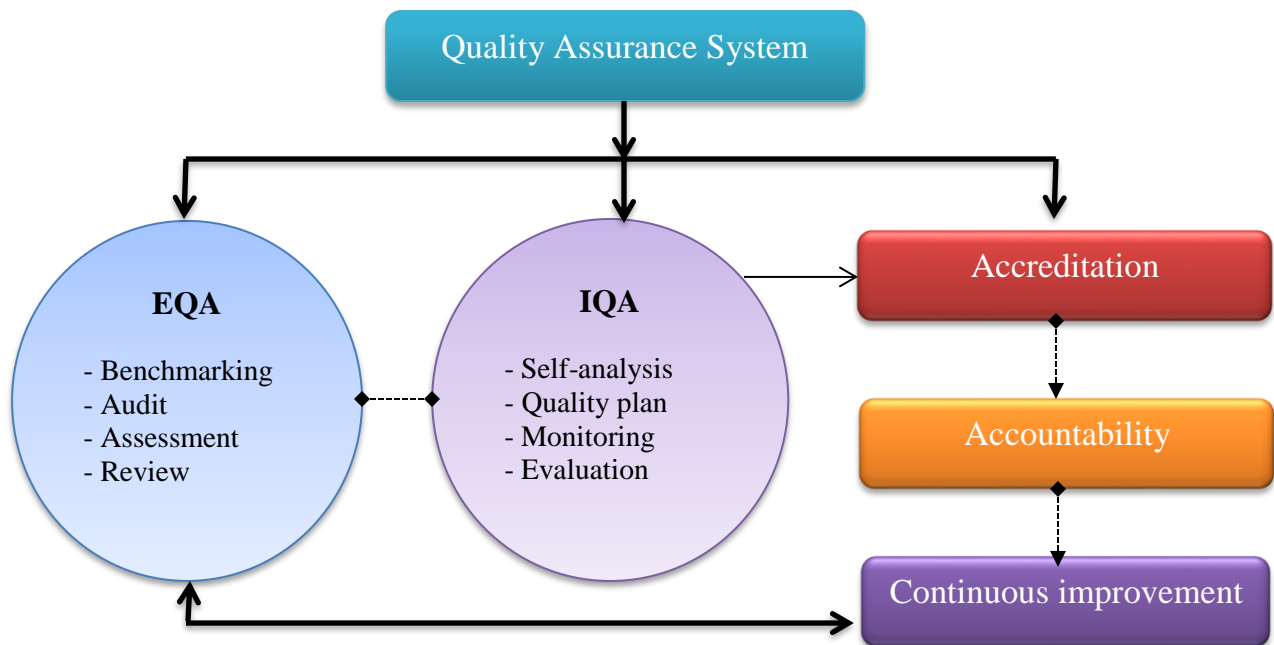 Quality Assurance System
EQA
- Benchmarking
- Audit
- Assessment
- Review
IQA
- Self-analysis
- Quality plan
- Monitoring
- Evaluation
Accreditation
Accountability
Continuous improvement